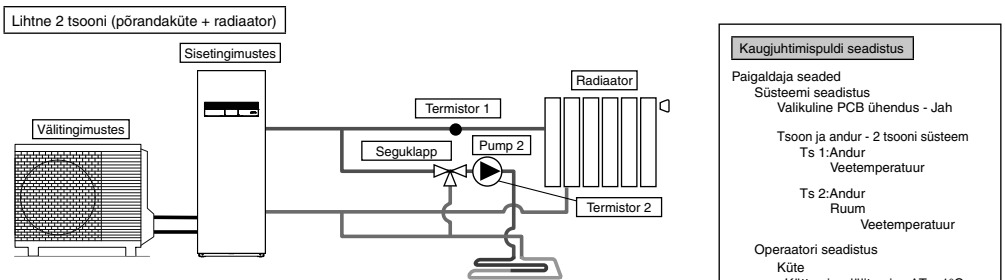 Lihtne 2 tsooni (põrandaküte + radiaator)
Sisetingimustes
Välitingimustes
Termistor 1
Radiaator
Seguklapp
Pump 2
Termistor 2
Kaugjuhtimispuldi seadistus
Paigaldaja seaded
Süsteemi seadistus
Valikuline PCB ühendus - Jah
Tsoon ja andur - 2 tsooni süsteem
Ts 1:Andur
Veetemperatuur
Ts 2:Andur
Ruum
Veetemperatuur
Operaatori seadistus
Küte